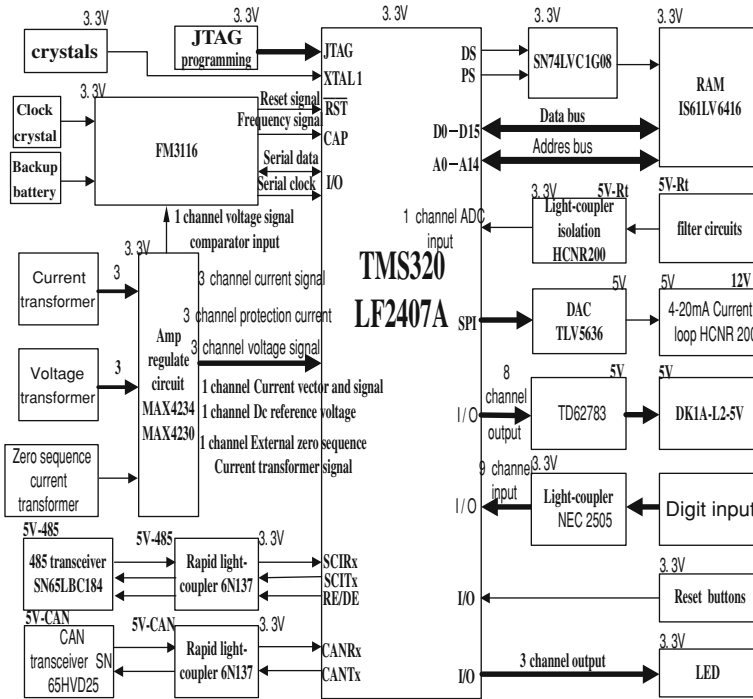 3.3V
crystals
3.3V
JTAG
programming
3.3V
JTAG
XTAL1
RST
CAP
I/O
TMS320
LF2407A
3.3V
Clock
crystal
Backup
battery
FM3116
Reset signal
Frequency signal
Serial data
Serial clock
1 channel voltage signal
comparator input
3.3V
Current
transformer
3
Voltage
transformer
3
Zero sequence
current
transformer
Amp
regulate
circuit
MAX4234
MAX4230
3 channel current signal
3 channel protection current
3 channel voltage signal
1 channel Current vector and signal
1 channel Dc reference voltage
1 channel External zero sequence
Current transformer signal
5V-485
485 transceiver
SN65LBC184
5V-485
3.3V
Rapid light-
coupler 6N137
SCIRx
SCITx
RE/DE
5V-CAN
CAN
transceiver SN
65HVD25
5V-CAN
3.3V
Rapid light-
coupler 6N137
CANRx
CANTx
DS
PS
3.3V
SN74LVC1G08
3.3V
RAM
IS61LV6416
D0-D15
Data bus
A0-A14
Addres bus
1 channel ADC
input
3.3V
5V-Rt
Light-coupler
isolation
HCNR200
5V-Rt
filter circuits
SPI
5V
DAC
TLV5636
5V
12V
4-20mA Current
loop HCNR 200
I/O
8
channel
output
5V
TD62783
5V
DK1A-L2-5V
I/O
9 channel
input
3.3V
Light-coupler
NEC 2505
Digit input
I/O
3.3V
Reset buttons
I/O
3 channel output
3.3V
LED